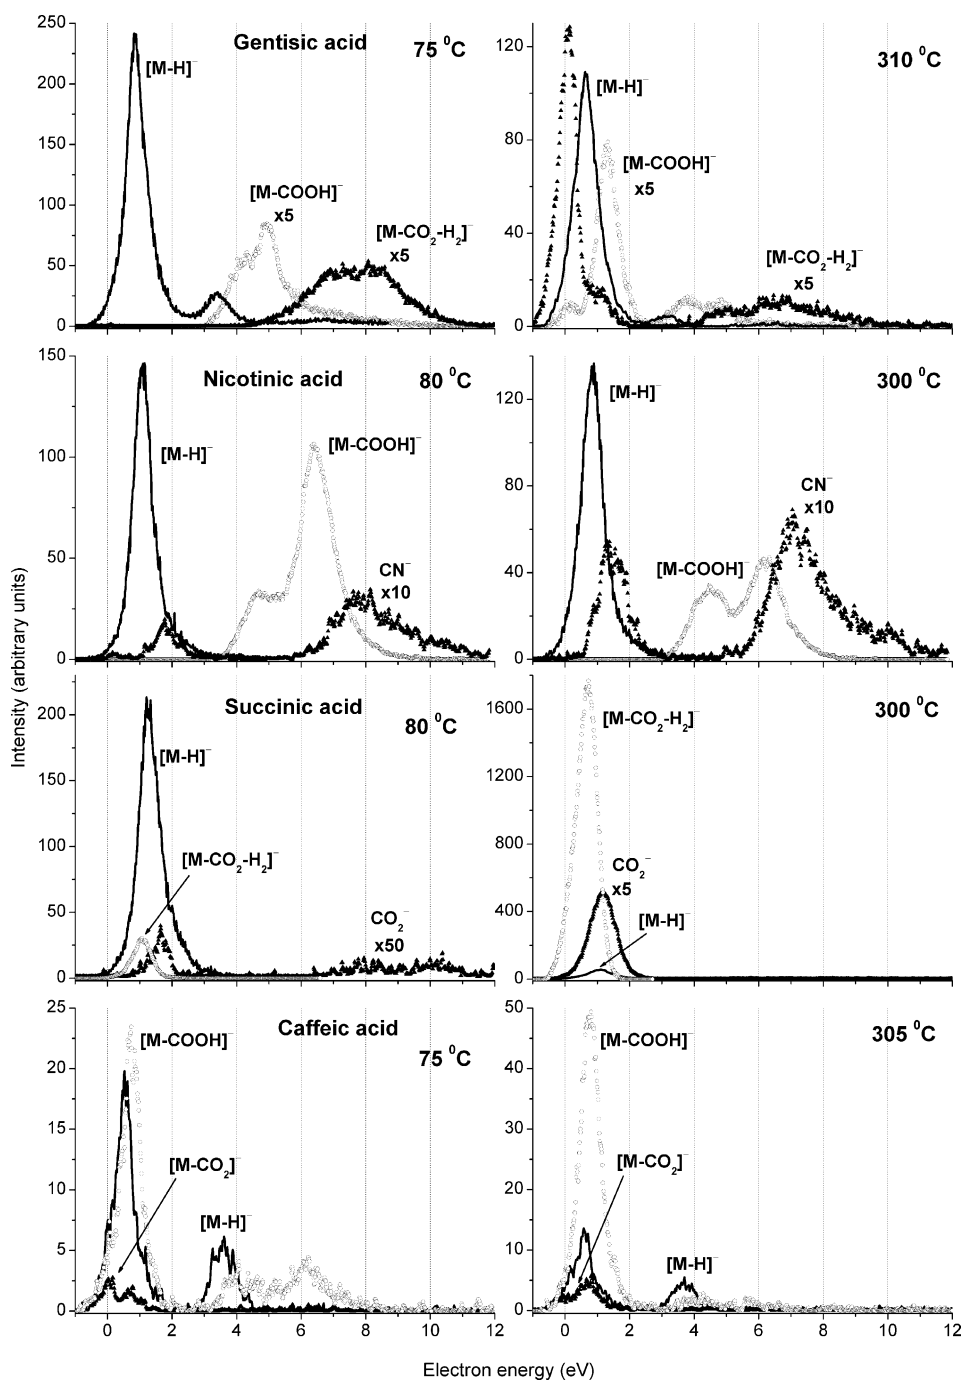 Intensity (arbitrary units)
Gentisic acid
75 ⁰C
[M-H]⁻
[M-COOH]⁻
x5
[M-CO₂-H₂]⁻
x5
250
200
150
100
50
0
310 ⁰C
[M-H]⁻
[M-COOH]⁻
x5
[M-CO₂-H₂]⁻
x5
120
80
40
0
Nicotinic acid
80 ⁰C
[M-H]⁻
[M-COOH]⁻
CN⁻
x10
150
100
50
0
300 ⁰C
[M-H]⁻
[M-COOH]⁻
CN⁻
x10
120
80
40
0
Succinic acid
80 ⁰C
[M-H]⁻
[M-CO₂-H₂]⁻
CO₂⁻
x50
200
150
100
50
0
300 ⁰C
[M-CO₂-H₂]⁻
CO₂⁻
x5
[M-H]⁻
1600
1200
800
400
0
Caffeic acid
75 ⁰C
[M-COOH]⁻
[M-CO₂]⁻
[M-H]⁻
25
20
15
10
5
0
0 2 4 6 8 10 12
305 ⁰C
[M-COOH]⁻
[M-CO₂]⁻
[M-H]⁻
50
40
30
20
10
0
0 2 4 6 8 10 12
Electron energy (eV)